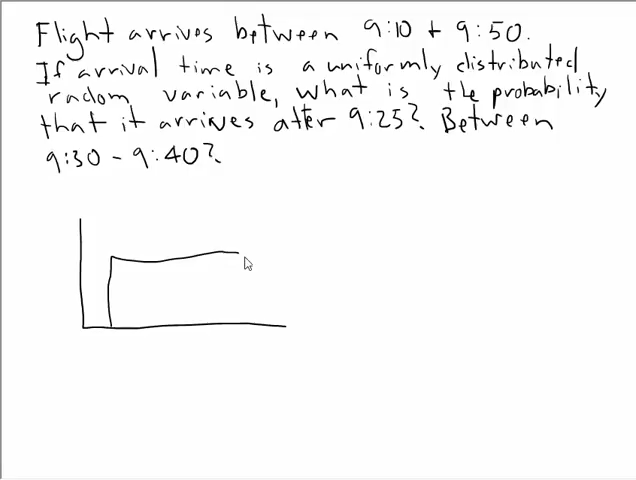 Flight arrives between 9:10 + 9:50.
If arrival time is a uniformly distributed
radom variable, what is the probability
that it arrives after 9:25? Between
9:30 - 9:40?